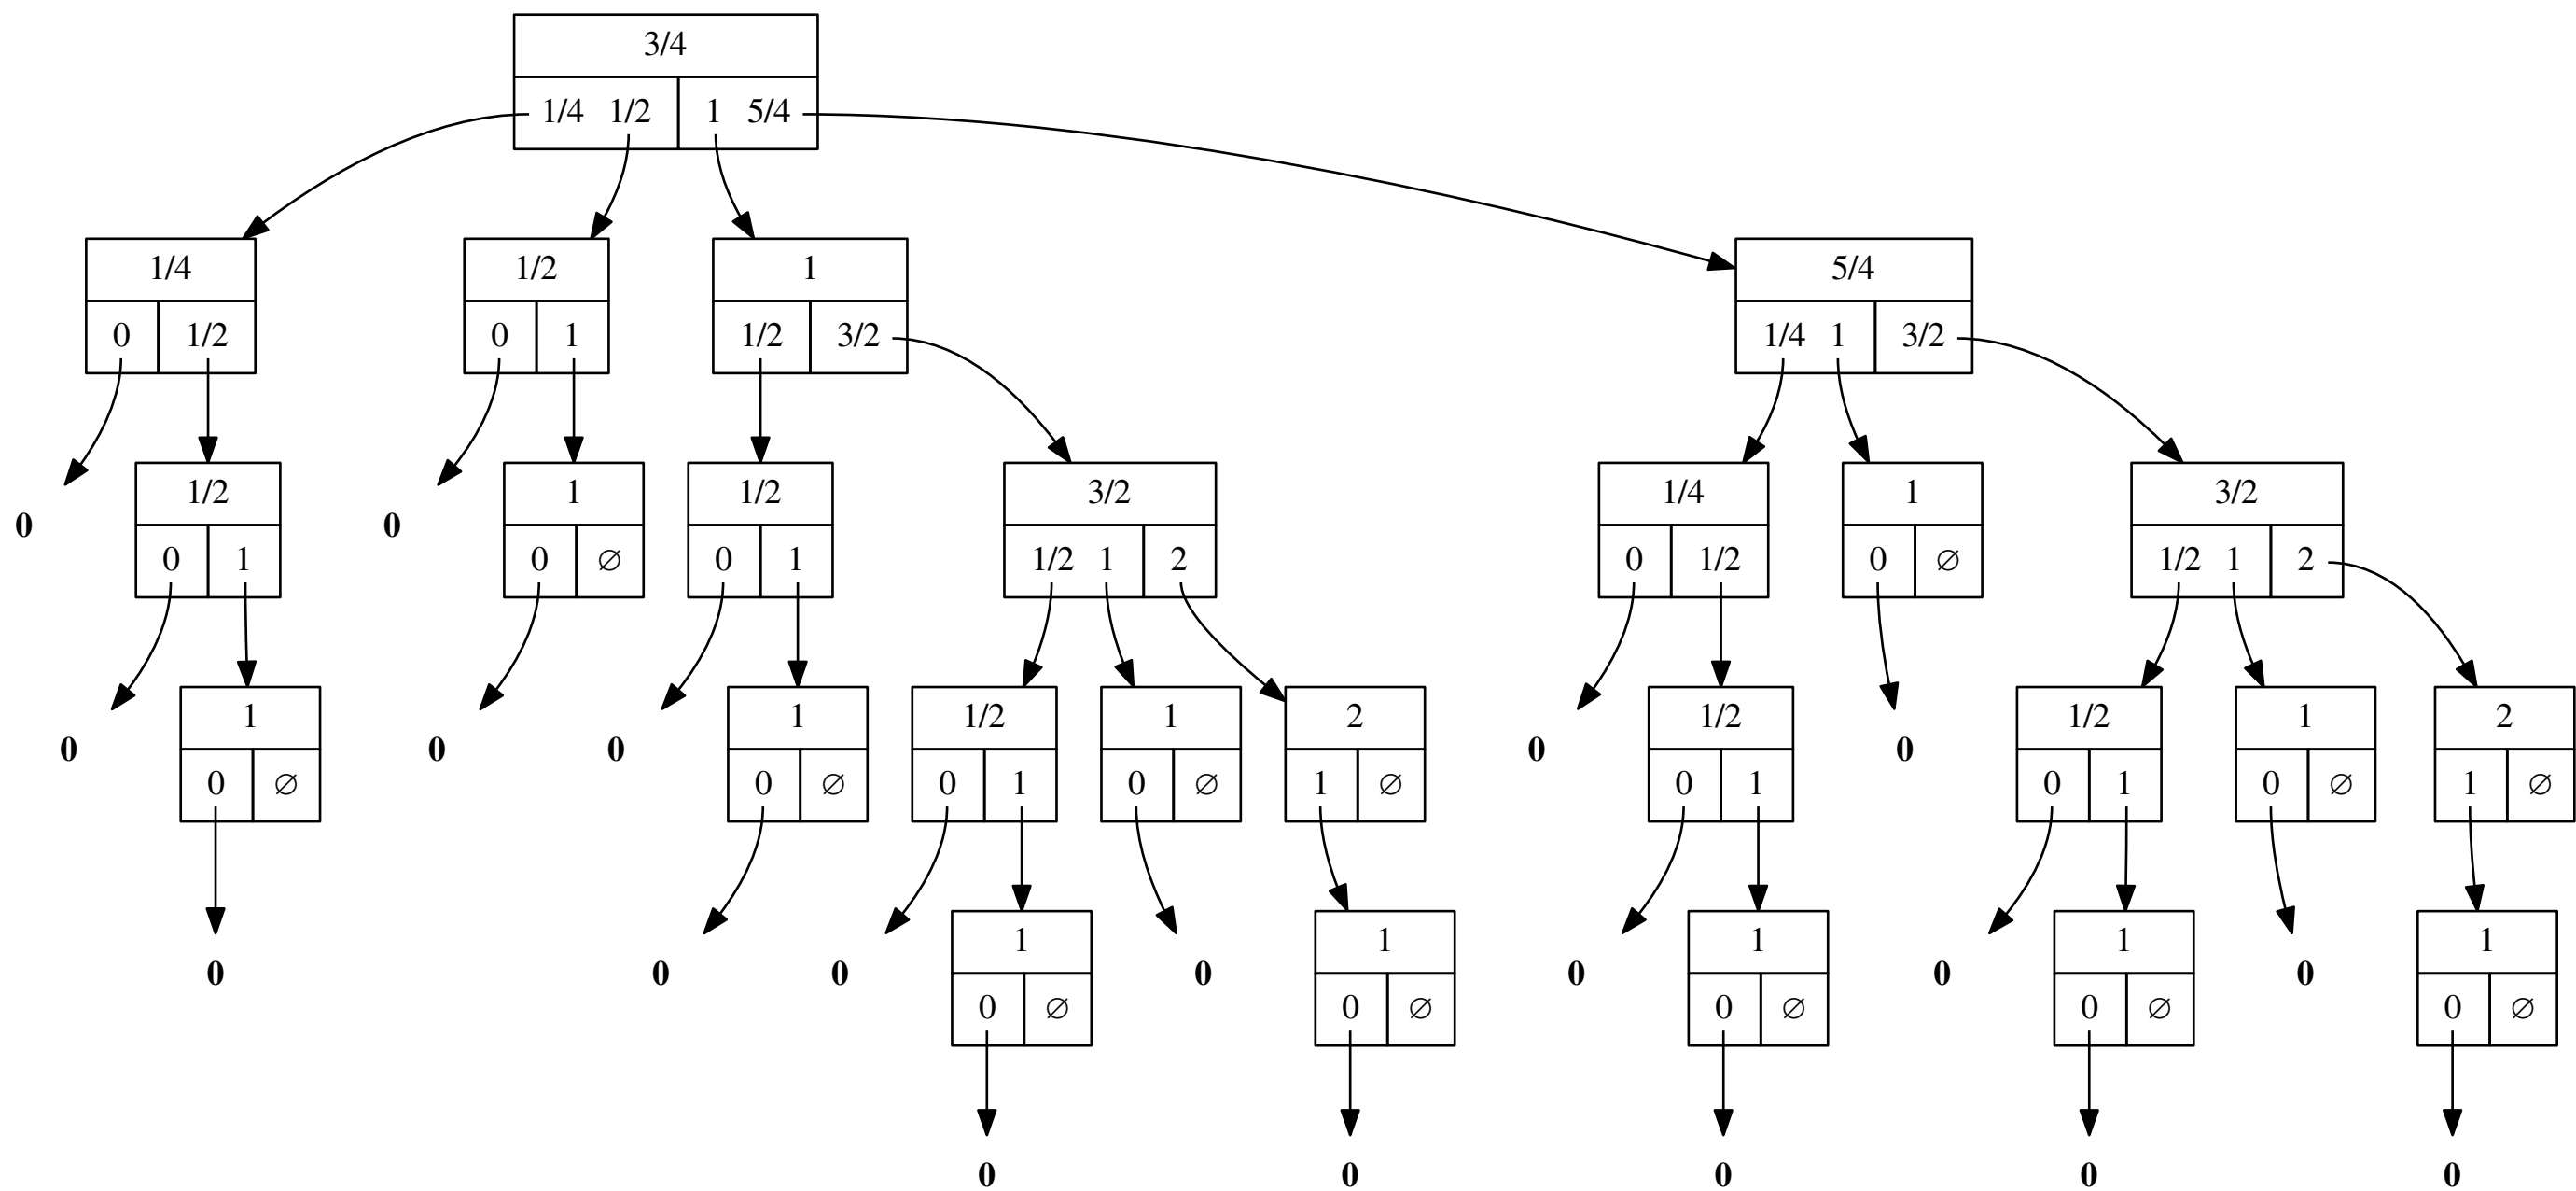 3/4
1/4 1/2 1 5/4
1/4 1/2 1 5/4
0 1/2 0 1 1/2 3/2 1/4 1 3/2
1/2 1 1/2 3/2 1/4 1 3/2
0 0
0 1 0 ∅ 0 1 1/2 1 2 0 1/2 0 ∅ 1/2 1 2
1 1 1/2 1 2 1/2 1/2 1 2
0 0 0 0 0
0 ∅ 0 ∅ 0 1 0 ∅ 1 ∅ 0 1 0 1 0 ∅ 1 ∅
1 1 1 1 1
0 0 0 0 0 0 0
0 ∅ 0 ∅ 0 ∅ 0 ∅ 0 ∅
0 0 0 0 0